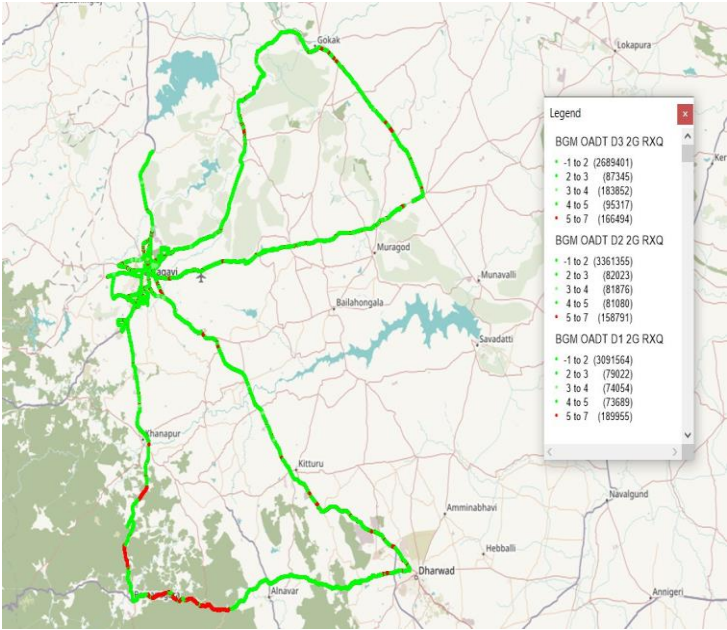 Gokak
Lokapura
Legend
x
BGM OADT D3 2G RXQ
-1 to 2 (2689401)
2 to 3 (87345)
3 to 4 (183852)
4 to 5 (95317)
5 to 7 (166494)
BGM OADT D2 2G RXQ
-1 to 2 (3361355)
2 to 3 (82023)
3 to 4 (81876)
4 to 5 (81080)
5 to 7 (158791)
BGM OADT D1 2G RXQ
-1 to 2 (3091564)
2 to 3 (79022)
3 to 4 (74054)
4 to 5 (73689)
5 to 7 (189955)
Ker
Muragod
agavi
Munavalli
Bailahongala
Savadatti
Khanapur
Kitturu
Navalgund
Amminabhavi
Hebballi
Dharwad
Alnavar
Annigeri